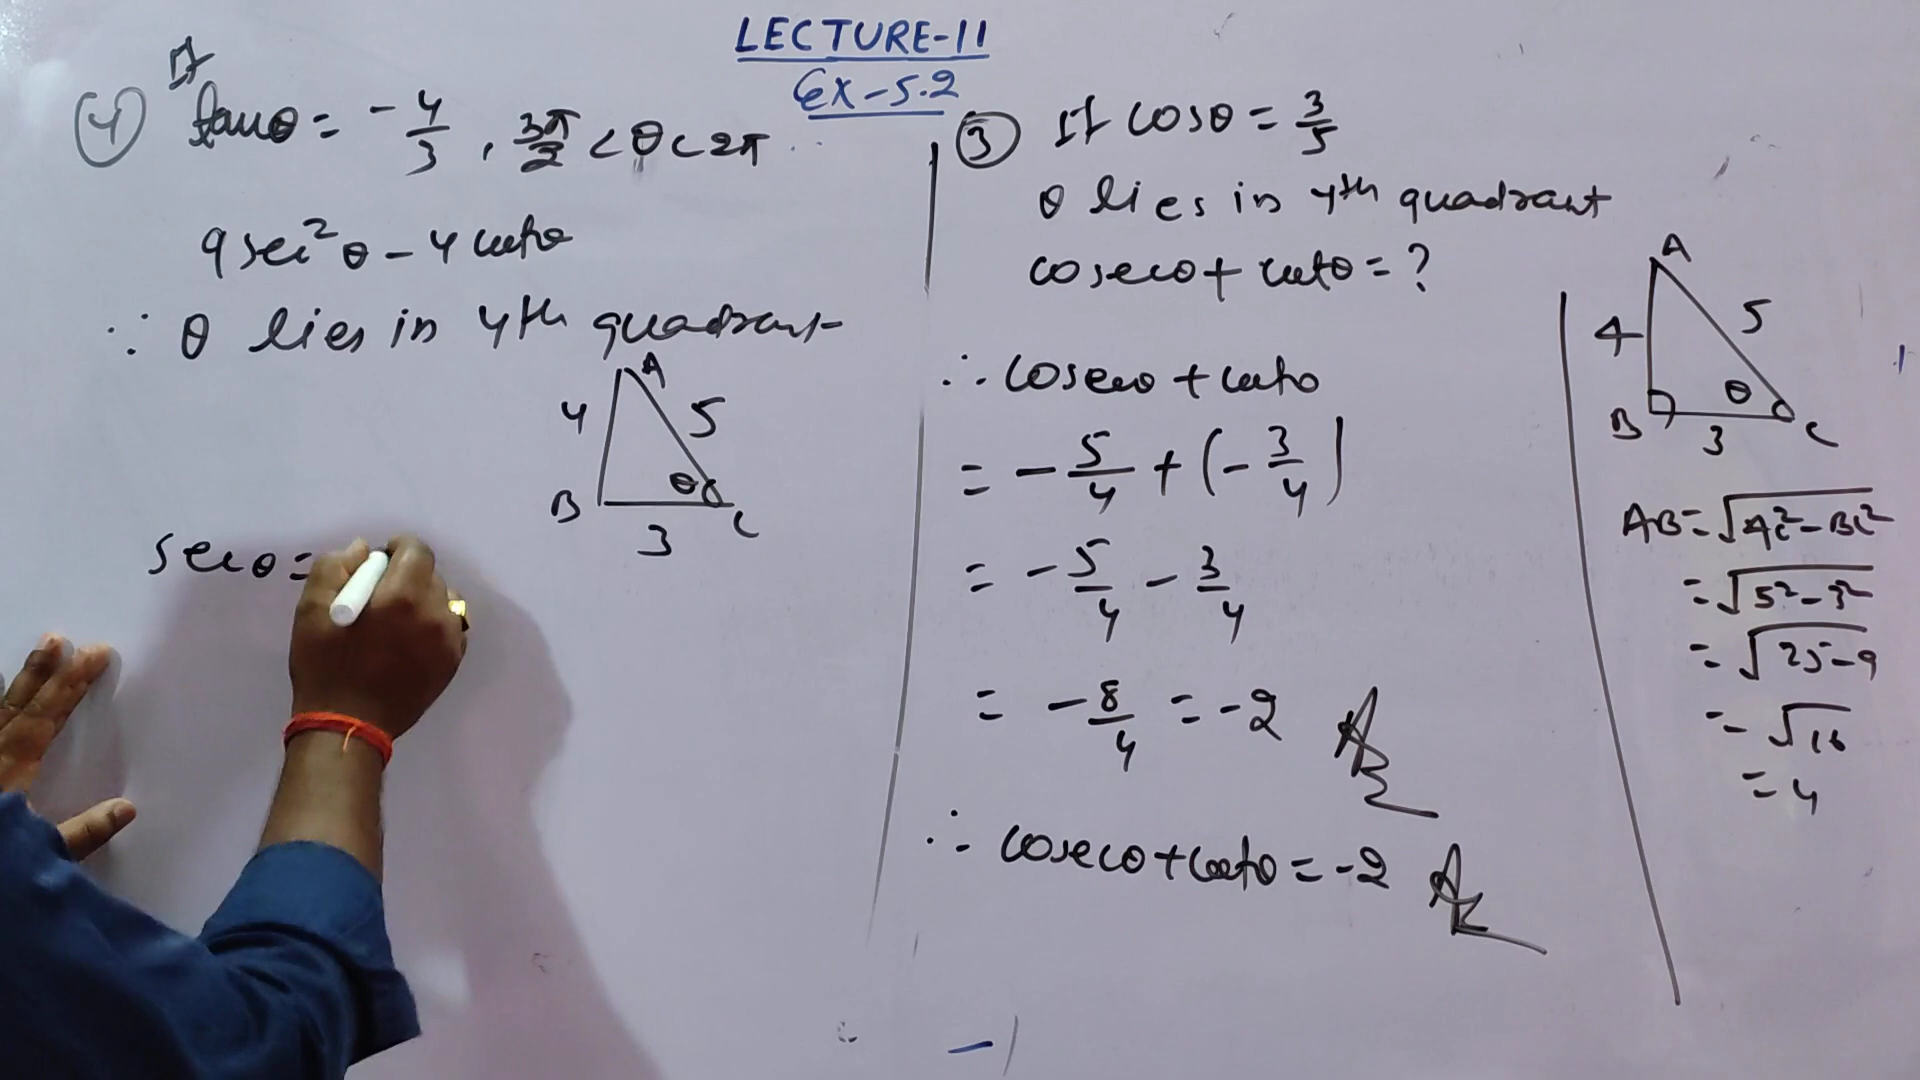 LECTURE-11
Ex-5.2
④ If tanθ = -4/3, 3π/2 < θ < 2π
9sec²θ - 4cotθ
∵ θ lies in 4th quadrant
A
4 5
θ
B C
3
secθ =
③ If cosθ = 3/5
θ lies in 4th quadrant
cosecθ + cotθ = ?
∴ cosecθ + cotθ
= -5/4 + (-3/4)
= -5/4 - 3/4
= -8/4 = -2
∴ cosecθ + cotθ = -2
A
4 5
θ
B C
3
AB = √AC² - BC²
= √5² - 3²
= √25 - 9
= √16
= 4